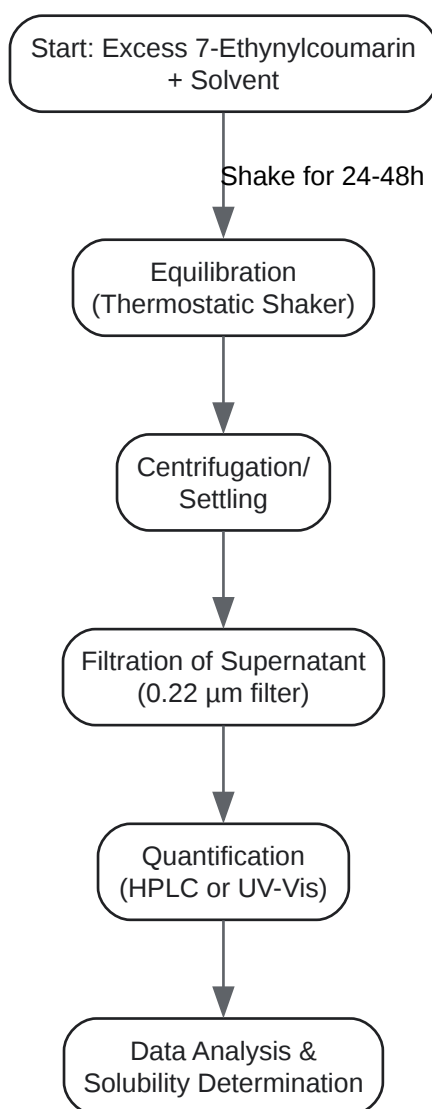 Start: Excess 7-Ethynylcoumarin
+ Solvent
Shake for 24-48h
Equilibration
(Thermostatic Shaker)
Centrifugation/
Settling
Filtration of Supernatant
(0.22 µm filter)
Quantification
(HPLC or UV-Vis)
Data Analysis &
Solubility Determination